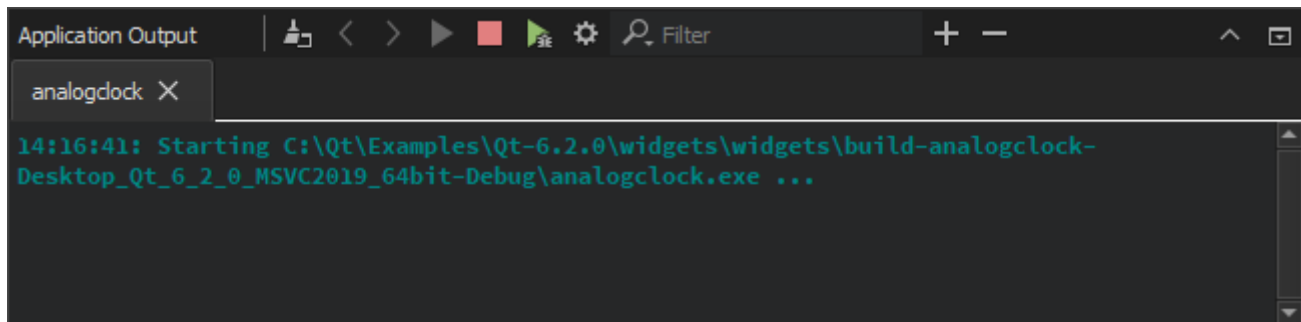 Application Output
Filter
analogclock
14:16:41: Starting C:\Qt\Examples\Qt-6.2.0\widgets\widgets\build-analogclock-
Desktop_Qt_6_2_0_MSVC2019_64bit-Debug\analogclock.exe ...